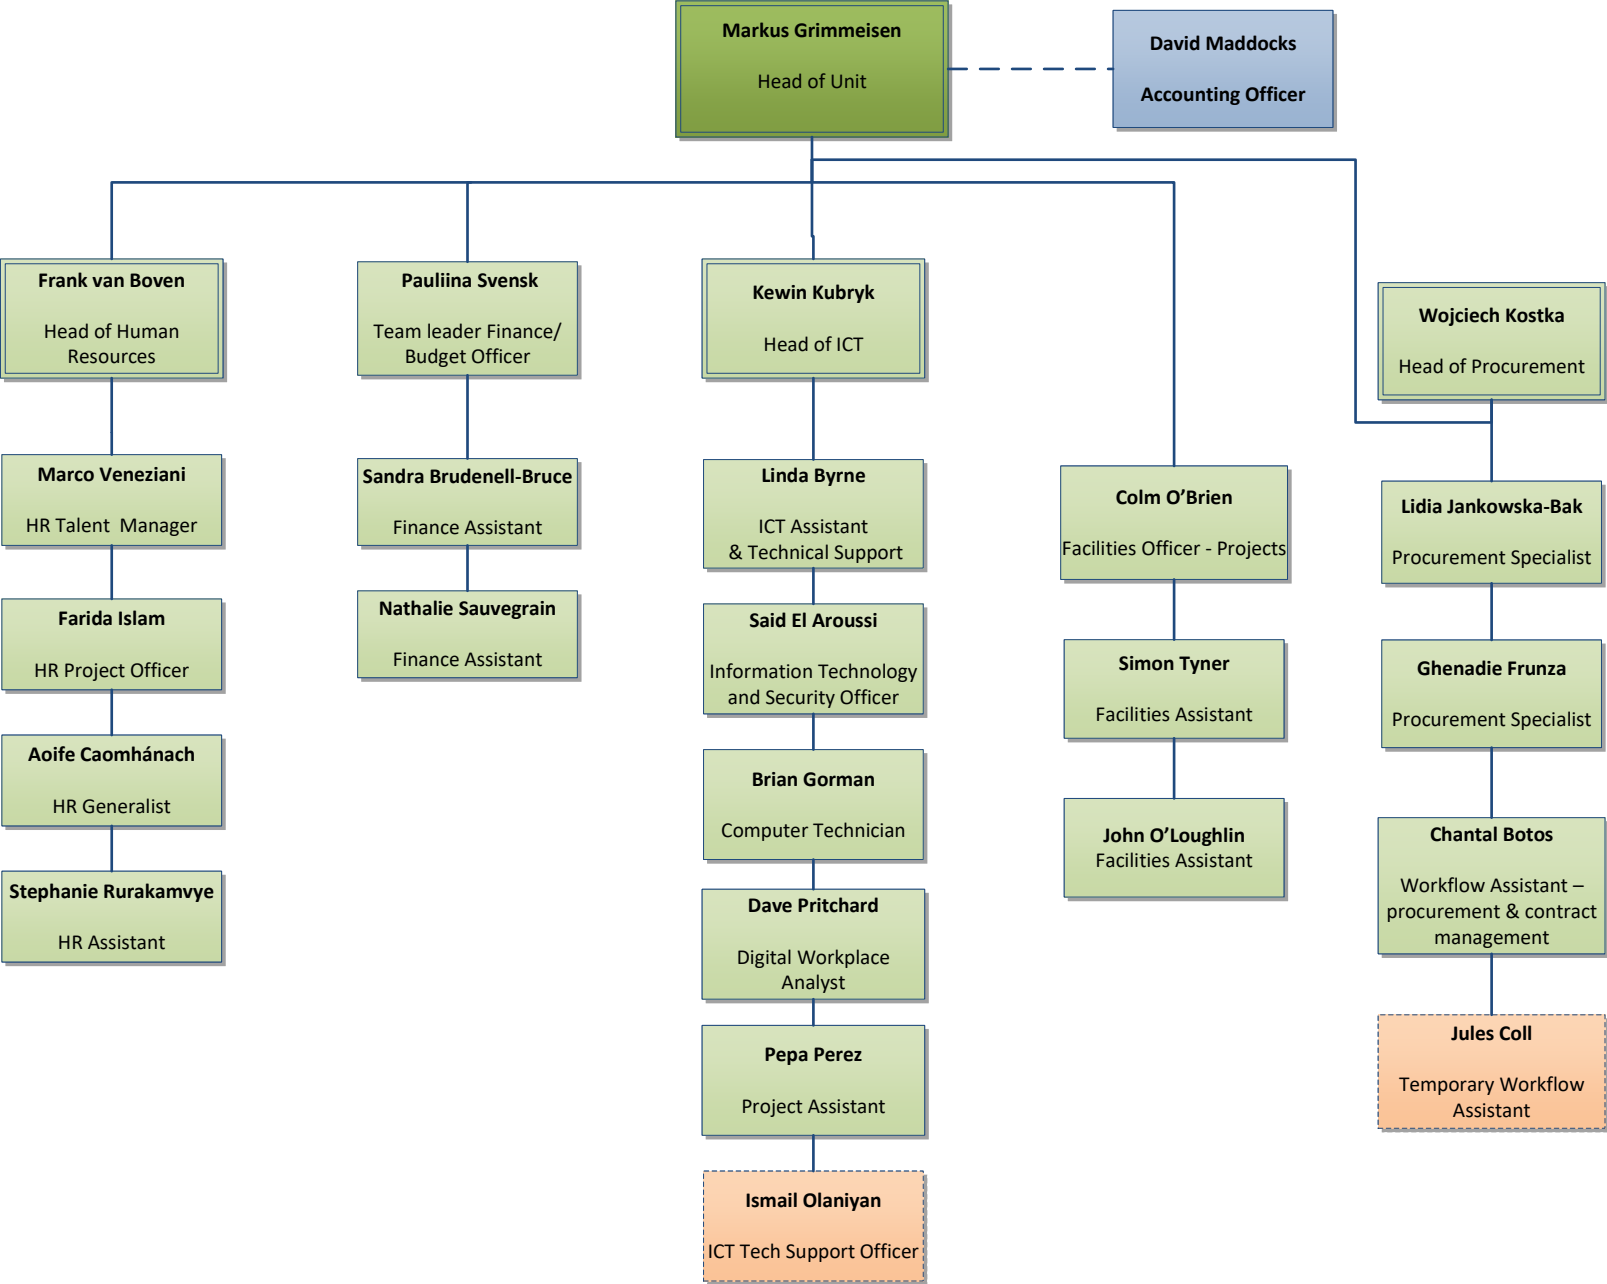 Markus Grimmeisen
Head of Unit
David Maddocks
Accounting Officer
Frank van Boven
Head of Human
Resources
Marco Veneziani
HR Talent  Manager
Farida Islam
HR Project Officer
Aoife Caomhánach
HR Generalist
Stephanie Rurakamvye
HR Assistant
Pauliina Svensk
Team leader Finance/
Budget Officer
Sandra Brudenell-Bruce
Finance Assistant
Nathalie Sauvegrain
Finance Assistant
Kewin Kubryk
Head of ICT
Linda Byrne
ICT Assistant
& Technical Support
Said El Aroussi
Information Technology
and Security Officer
Brian Gorman
Computer Technician
Dave Pritchard
Digital Workplace
Analyst
Pepa Perez
Project Assistant
Ismail Olaniyan
ICT Tech Support Officer
Colm O’Brien
Facilities Officer - Projects
Simon Tyner
Facilities Assistant
John O’Loughlin
Facilities Assistant
Wojciech Kostka
Head of Procurement
Lidia Jankowska-Bak
Procurement Specialist
Ghenadie Frunza
Procurement Specialist
Chantal Botos
Workflow Assistant –
procurement & contract
management
Jules Coll
Temporary Workflow
Assistant